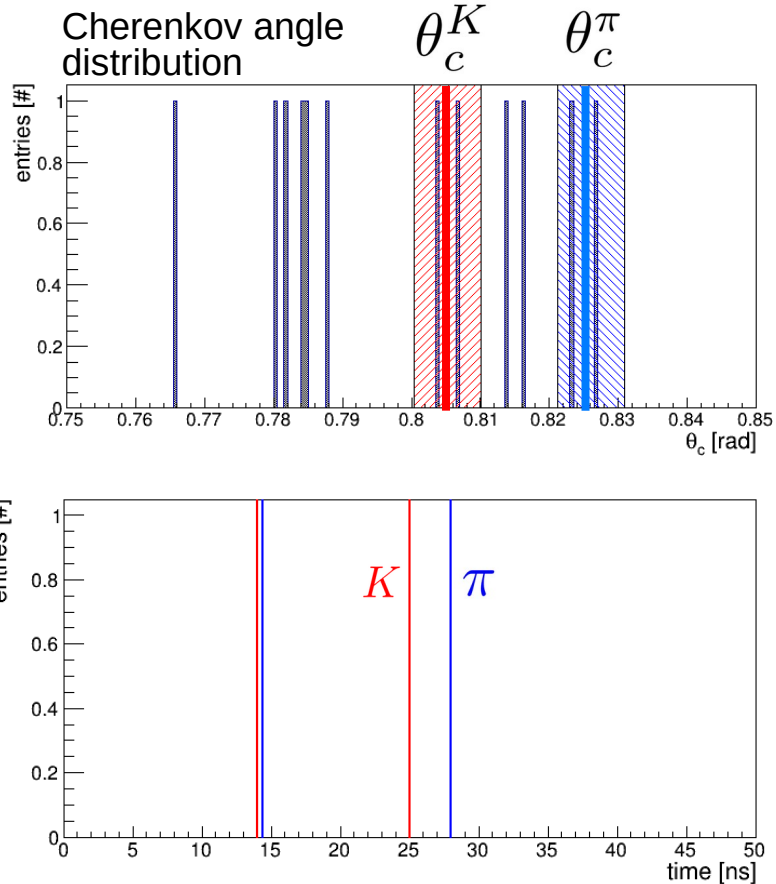 Cherenkov angle
distribution
θ_c^K
θ_c^π
entries [#]
1
0.8
0.6
0.4
0.2
0
0.75 0.76 0.77 0.78 0.79 0.8 0.81 0.82 0.83 0.84 0.85
θ_c [rad]
entries [#]
1
0.8
K π
0.6
0.4
0.2
0
0 5 10 15 20 25 30 35 40 45 50
time [ns]